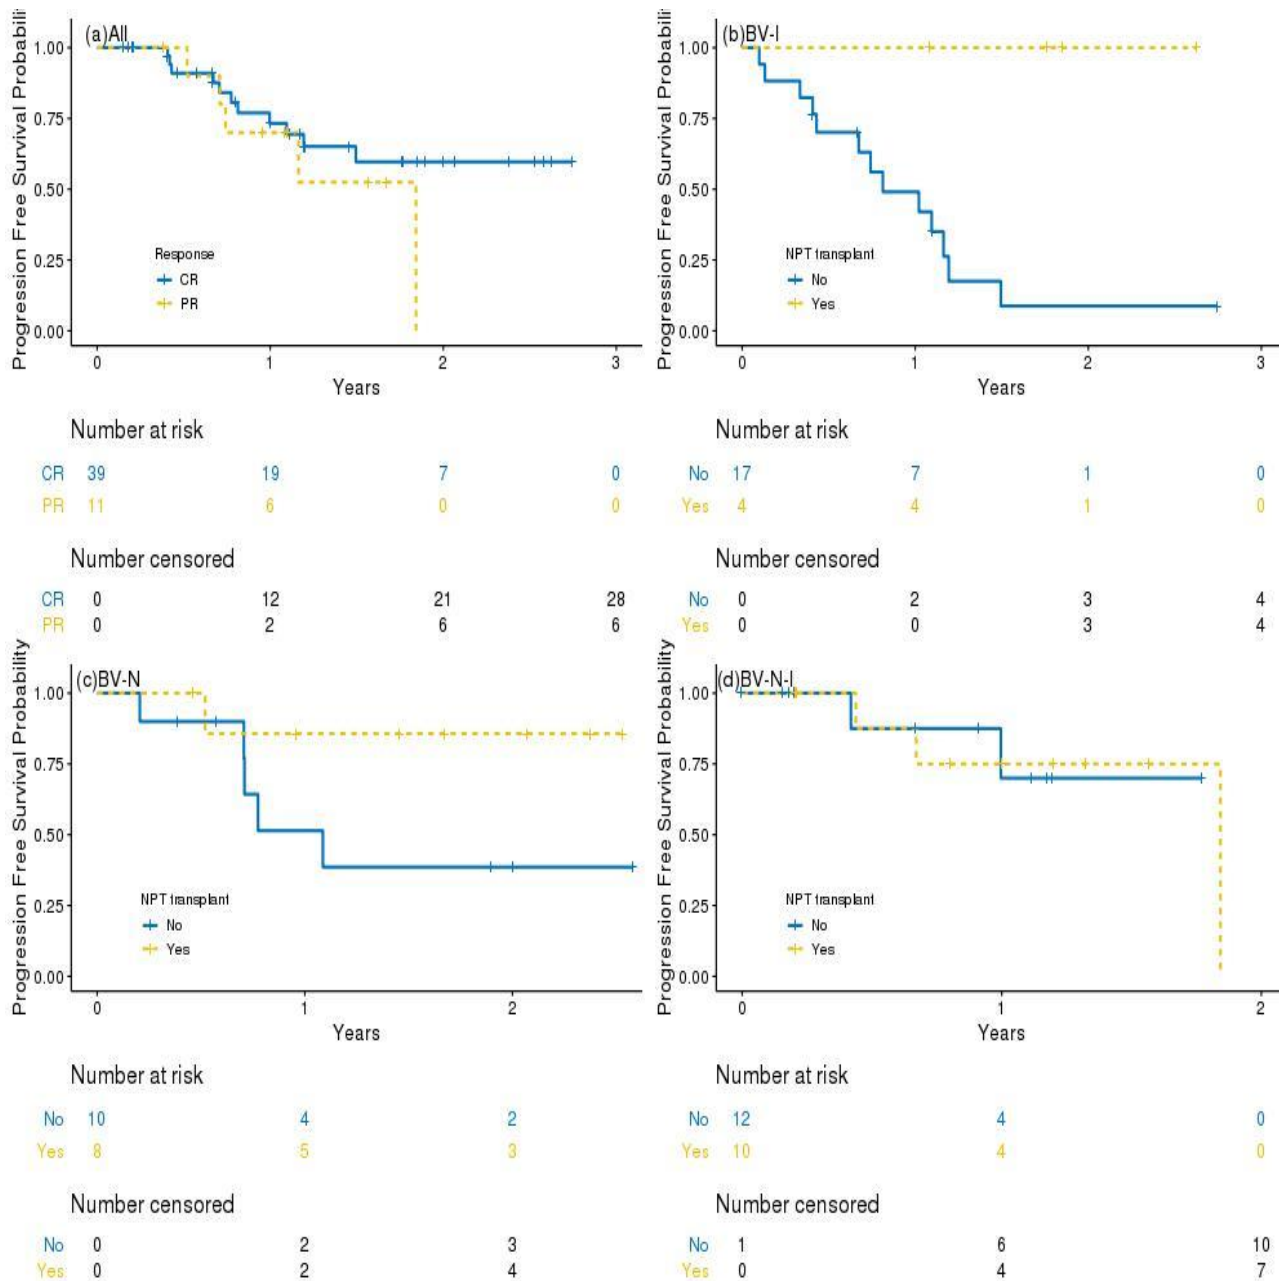 (a)All
Progression Free Survival Probabili
1.00
0.75
0.50
0.25
0.00
Response
CR
PR
0 1 2 3
Years
Number at risk
CR 39 19 7 0
PR 11 6 0 0
Number censored
CR 0 12 21 28
PR 0 2 6 6
(b)BV-I
Progression Free Survival Probabili
1.00
0.75
0.50
0.25
0.00
NPT transplant
No
Yes
0 1 2 3
Years
Number at risk
No 17 7 1 0
Yes 4 4 1 0
Number censored
No 0 2 3 4
Yes 0 0 3 4
(c)BV-N
Progression Free Survival Probability
1.00
0.75
0.50
0.25
0.00
NPT transplant
No
Yes
0 1 2
Years
Number at risk
No 10 4 2
Yes 8 5 3
Number censored
No 0 2 3
Yes 0 2 4
(d)BV-N-I
Progression Free Survival Probability
1.00
0.75
0.50
0.25
0.00
NPT transplant
No
Yes
0 1 2
Years
Number at risk
No 12 4 0
Yes 10 4 0
Number censored
No 1 6 10
Yes 0 4 7